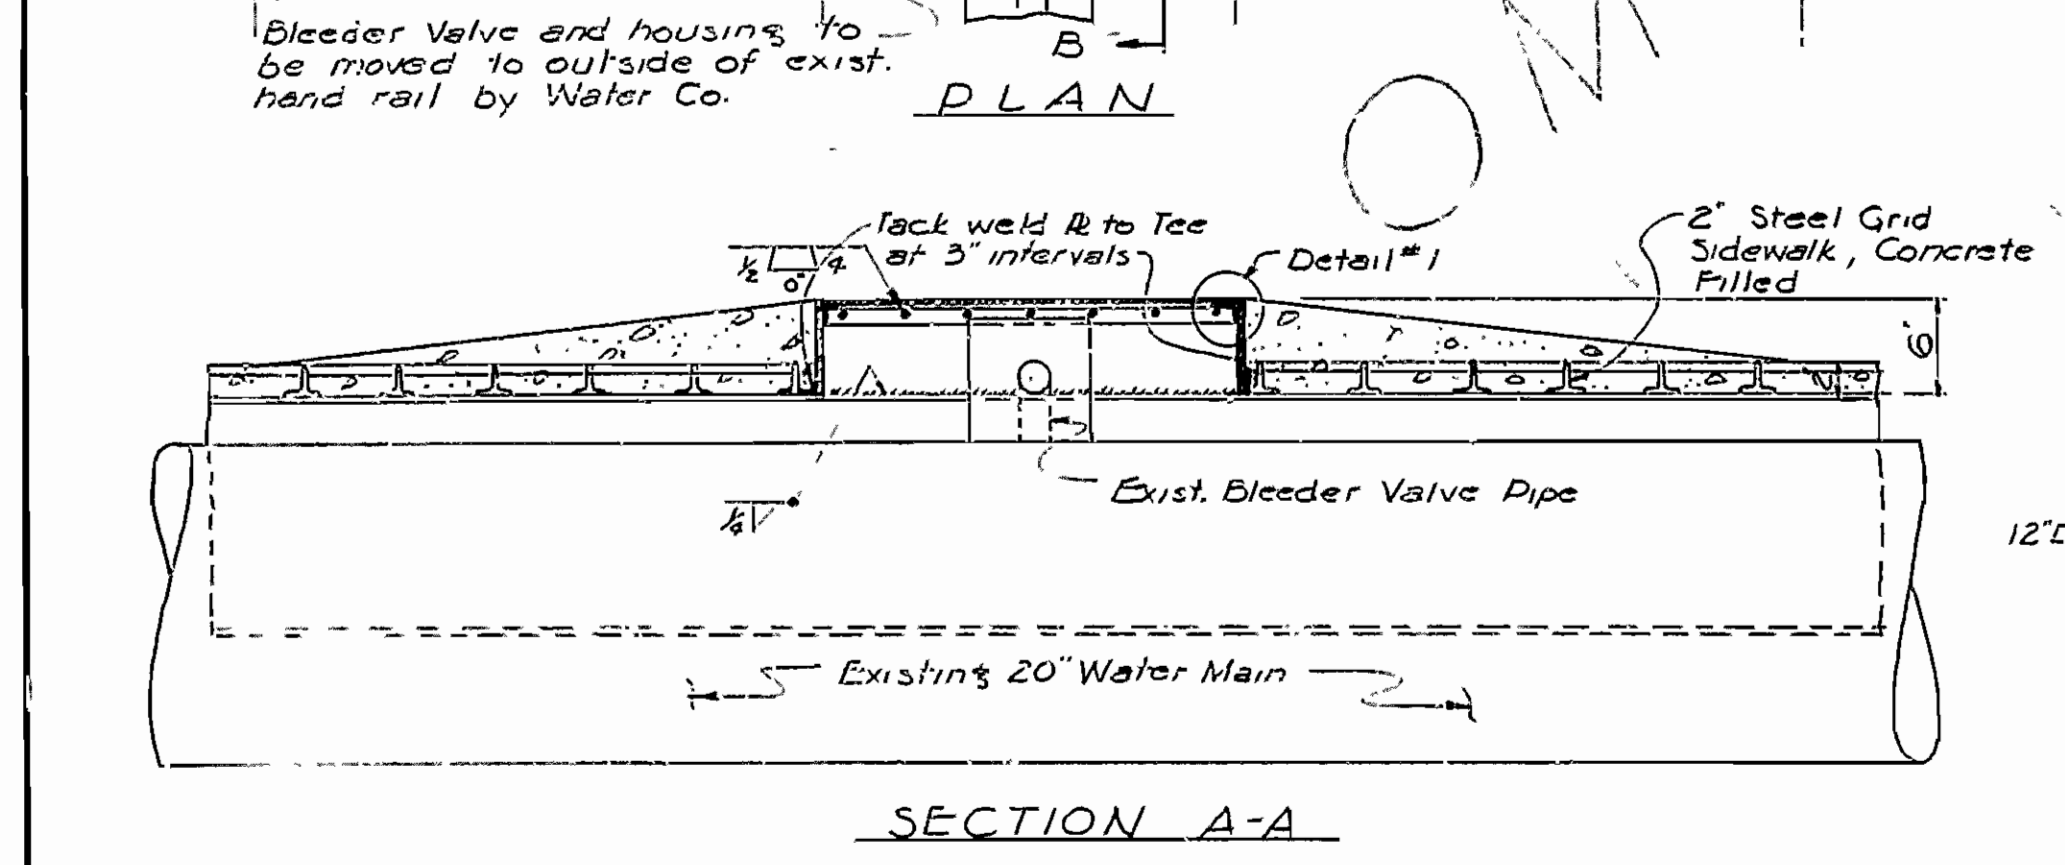 Bleeder Valve and housing to
be moved to outside of exist.
hand rail by Water Co.
B
PLAN
Tack weld ℞ to Tee
at 3" intervals
Detail #1
2" Steel Grid
Sidewalk, Concrete
Filled
1/2
0"
4
6"
2"
Exist. Bleeder Valve Pipe
1/4
12"
Existing 20" Water Main
SECTION A-A